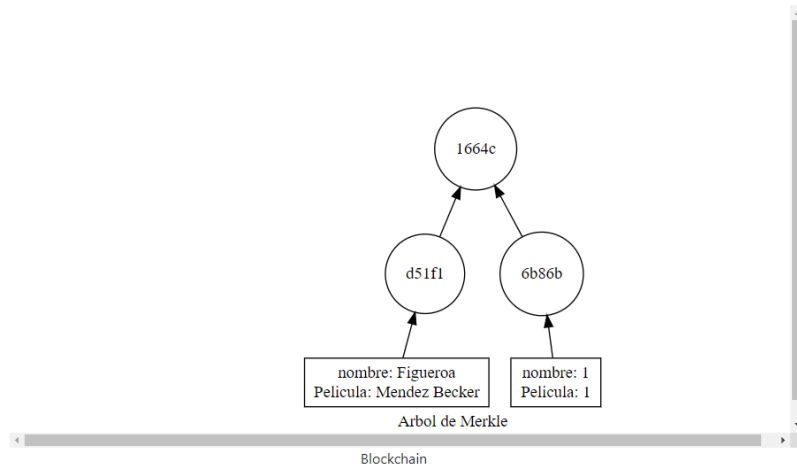 1664c
d51f1
6b86b
nombre: Figueroa
Pelicula: Mendez Becker
nombre: 1
Pelicula: 1
Arbol de Merkle
Blockchain